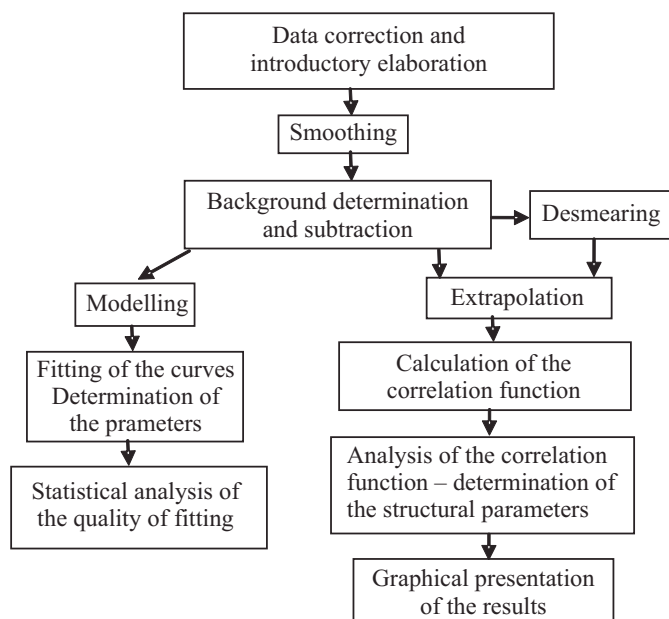 Data correction and
introductory elaboration
Smoothing
Background determination
and subtraction
Desmearing
Modelling
Extrapolation
Fitting of the curves
Determination of
the prameters
Calculation of the
correlation function
Statistical analysis of
the quality of fitting
Analysis of the correlation
function – determination of
the structural parameters
Graphical presentation
of the results